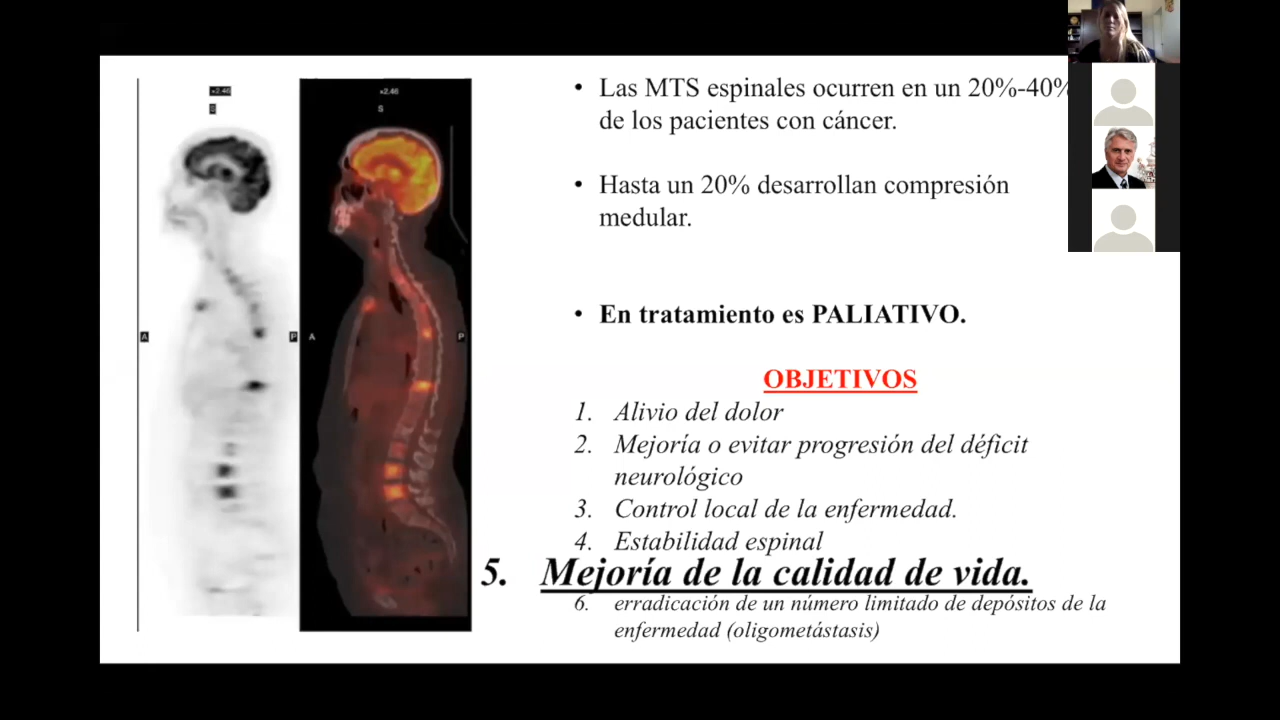 ×2.46
S
×2.46
S
A
P
A
P
• Las MTS espinales ocurren en un 20%-40%
de los pacientes con cáncer.
• Hasta un 20% desarrollan compresión
medular.
• En tratamiento es PALIATIVO.
OBJETIVOS
1. Alivio del dolor
2. Mejoría o evitar progresión del déficit
neurológico
3. Control local de la enfermedad.
4. Estabilidad espinal
5. Mejoría de la calidad de vida.
6. erradicación de un número limitado de depósitos de la
enfermedad (oligometástasis)